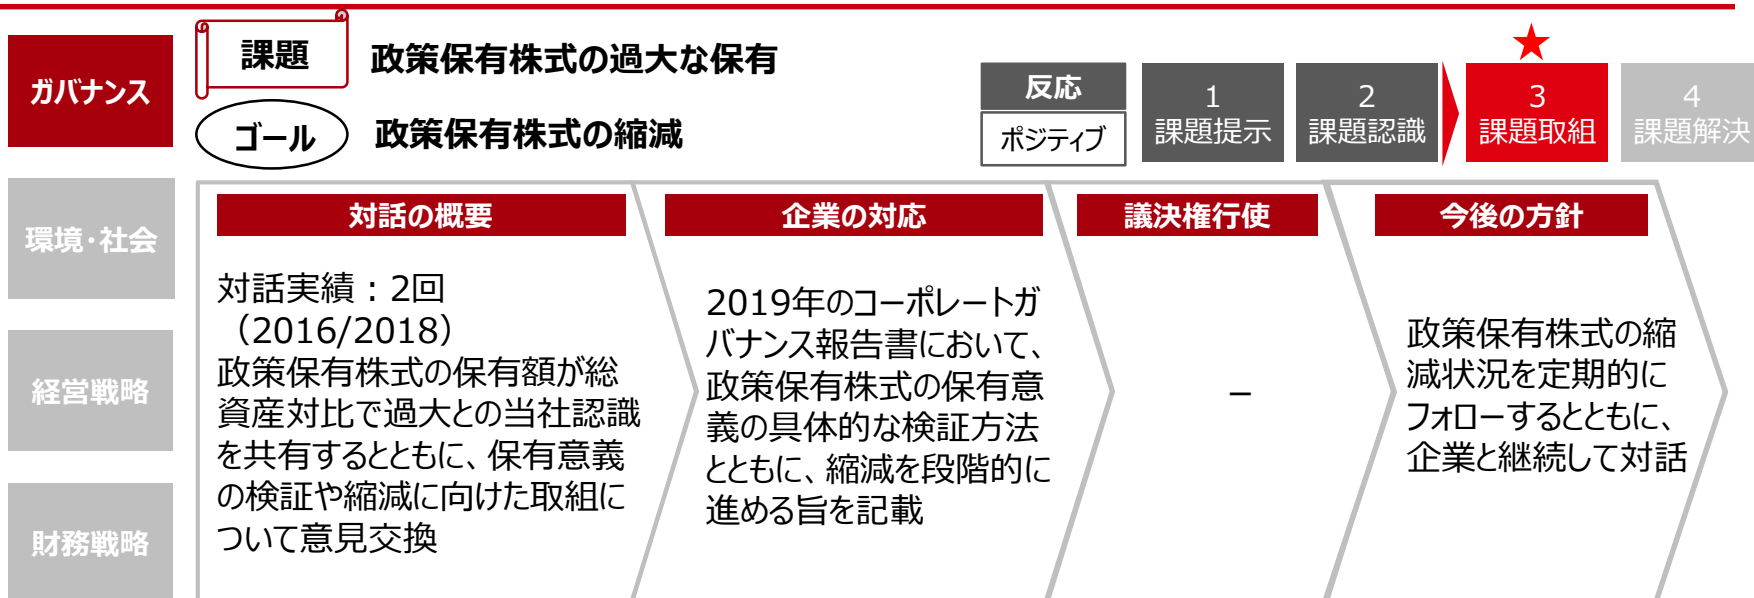 ガバナンス
環境・社会
経営戦略
財務戦略
課題
政策保有株式の過大な保有
ゴール
政策保有株式の縮減
反応
ポジティブ
1
課題提示
2
課題認識
3
課題取組
4
課題解決
対話の概要
対話実績：2回
（2016/2018）
政策保有株式の保有額が総
資産対比で過大との当社認識
を共有するとともに、保有意義
の検証や縮減に向けた取組に
ついて意見交換
企業の対応
2019年のコーポレートガ
バナンス報告書において、
政策保有株式の保有意
義の具体的な検証方法
とともに、縮減を段階的に
進める旨を記載
議決権行使
－
今後の方針
政策保有株式の縮
減状況を定期的に
フォローするとともに、
企業と継続して対話